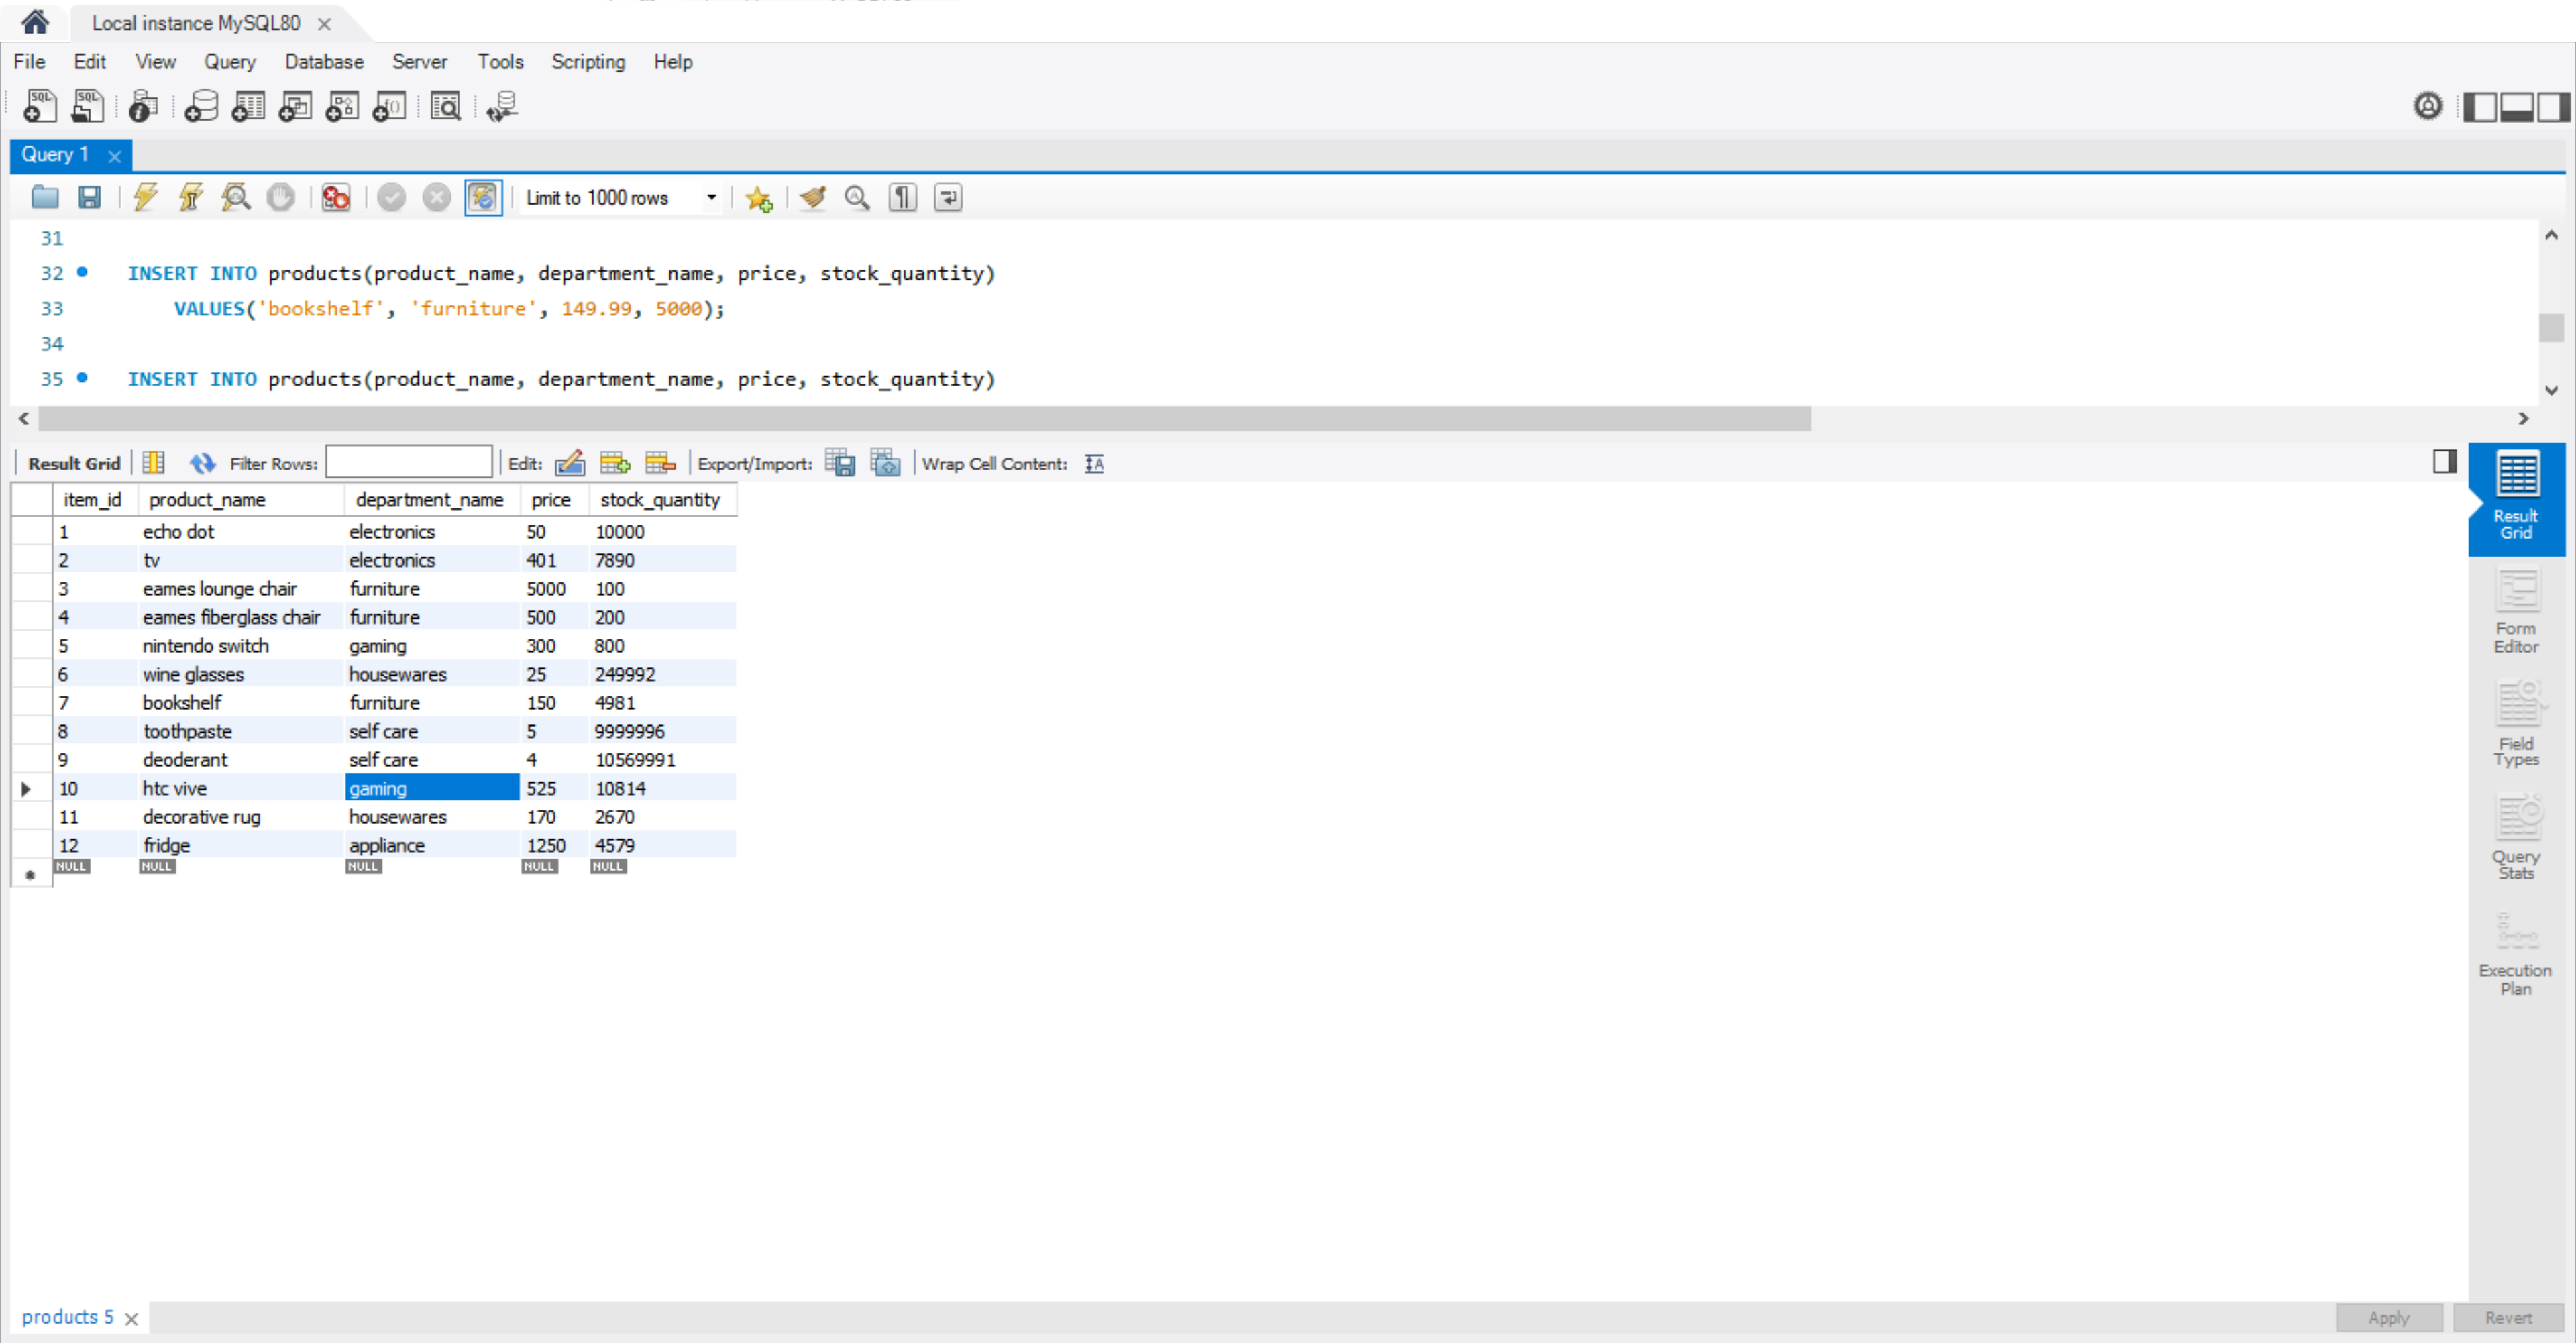 Local instance MySQL80
File Edit View Query Database Server Tools Scripting Help
SQL SQL
Query 1
Limit to 1000 rows
31
32 INSERT INTO products(product_name, department_name, price, stock_quantity)
33 VALUES('bookshelf', 'furniture', 149.99, 5000);
34
35 INSERT INTO products(product_name, department_name, price, stock_quantity)
Result Grid Filter Rows: Edit: Export/Import: Wrap Cell Content:
item_id product_name department_name price stock_quantity
1 echo dot electronics 50 10000
2 tv electronics 401 7890
3 eames lounge chair furniture 5000 100
4 eames fiberglass chair furniture 500 200
5 nintendo switch gaming 300 800
6 wine glasses housewares 25 249992
7 bookshelf furniture 150 4981
8 toothpaste self care 5 9999996
9 deoderant self care 4 10569991
10 htc vive gaming 525 10814
11 decorative rug housewares 170 2670
12 fridge appliance 1250 4579
NULL NULL NULL NULL NULL
Result
Grid
Form
Editor
Field
Types
Query
Stats
Execution
Plan
products 5
Apply Revert